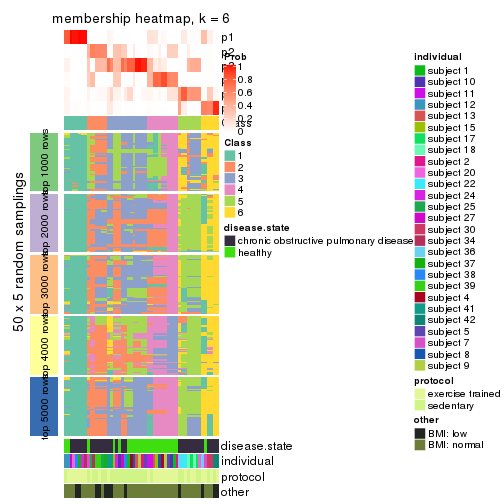 membership heatmap, k = 6
p1
p2
Prob
1
0.8
0.6
0.4
0.2
0
Class
1
2
3
4
5
6
disease.state
chronic obstructive pulmonary disease
healthy
50 x 5 random samplings
top 1000 rows
top 2000 rows
top 3000 rows
top 4000 rows
top 5000 rows
disease.state
individual
protocol
other
individual
subject 1
subject 10
subject 11
subject 12
subject 13
subject 15
subject 17
subject 18
subject 2
subject 20
subject 22
subject 24
subject 25
subject 27
subject 30
subject 34
subject 36
subject 37
subject 38
subject 39
subject 4
subject 41
subject 42
subject 5
subject 7
subject 8
subject 9
protocol
exercise trained
sedentary
other
BMI: low
BMI: normal